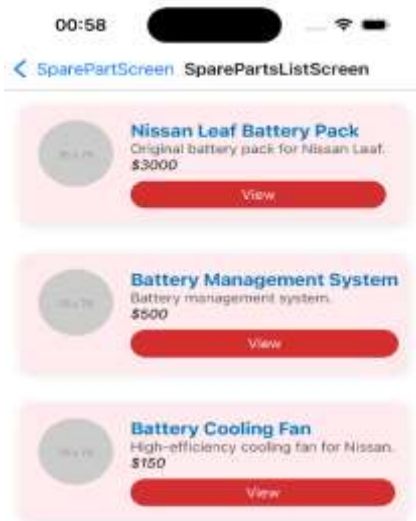 00:58
SparePartScreen SparePartsListScreen
Nissan Leaf Battery Pack
Original battery pack for Nissan Leaf.
$3000
View
Battery Management System
Battery management system.
$500
View
Battery Cooling Fan
High-efficiency cooling fan for Nissan.
$150
View